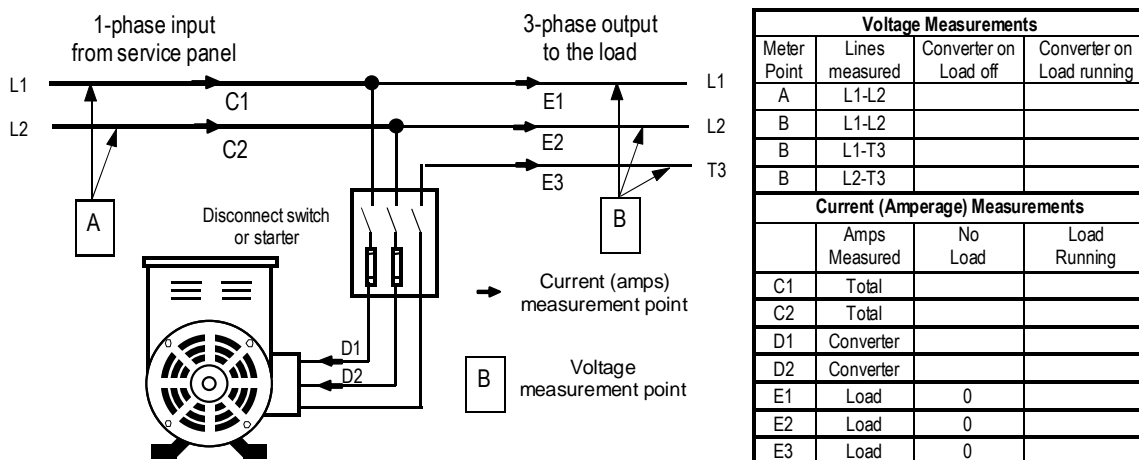 1-phase input
from service panel
3-phase output
to the load
L1
C1
E1
L1
L2
C2
E2
L2
E3
T3
A
Disconnect switch
or starter
B
Current (amps)
measurement point
D1
D2
B
Voltage
measurement point
Voltage Measurements
Meter Point Lines measured Converter on Load off Converter on Load running
A L1-L2
B L1-L2
B L1-T3
B L2-T3
Current (Amperage) Measurements
Amps Measured No Load Load Running
C1 Total
C2 Total
D1 Converter
D2 Converter
E1 Load 0
E2 Load 0
E3 Load 0